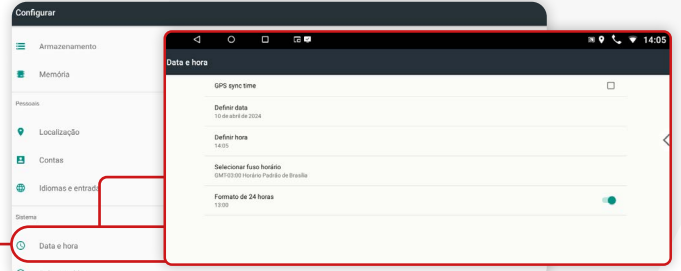 Configurar
Armazenamento
Memória
Pessoais
Localização
Contas
Idiomas e entrada
Sistema
Data e hora
14:05
Data e hora
GPS sync time
Definir data
10 de abril de 2024
Definir hora
14:05
Selecionar fuso horário
GMT-03:00 Horário Padrão de Brasília
Formato de 24 horas
13:00